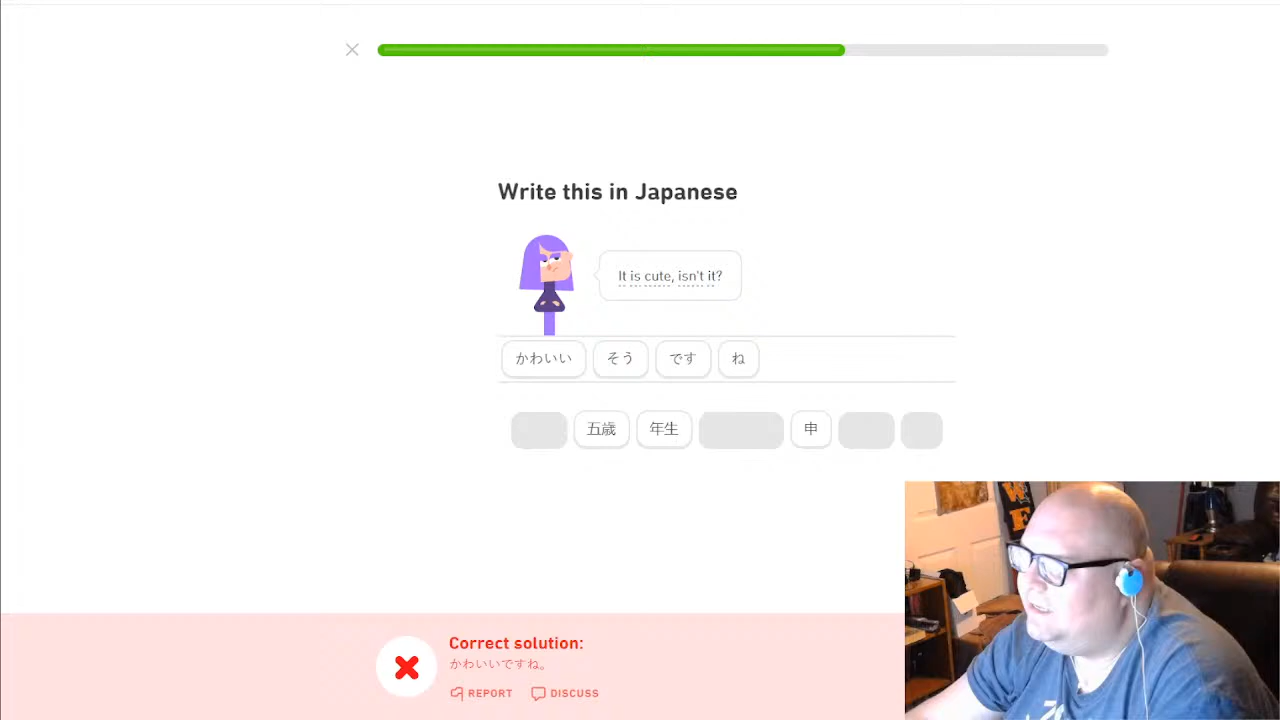 Write this in Japanese
It is cute, isn't it?
かわいい そう です ね
五歳 年生 申
Correct solution:
かわいいですね。
REPORT DISCUSS